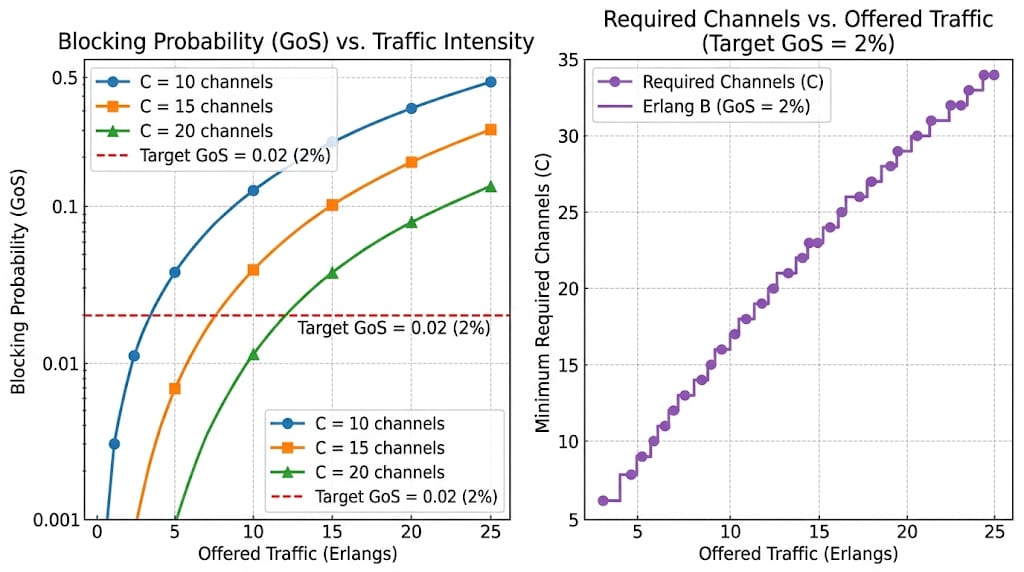 Blocking Probability (GoS) vs. Traffic Intensity
Blocking Probability (GoS)
0.5
0.1
0.01
0.001
C = 10 channels
C = 15 channels
C = 20 channels
Target GoS = 0.02 (2%)
Target GoS = 0.02 (2%)
C = 10 channels
C = 15 channels
C = 20 channels
Target GoS = 0.02 (2%)
0 5 10 15 20 25
Offered Traffic (Erlangs)
Required Channels vs. Offered Traffic
(Target GoS = 2%)
Minimum Required Channels (C)
35
30
25
20
15
10
5
Required Channels (C)
Erlang B (GoS = 2%)
5 10 15 20 25
Offered Traffic (Erlangs)